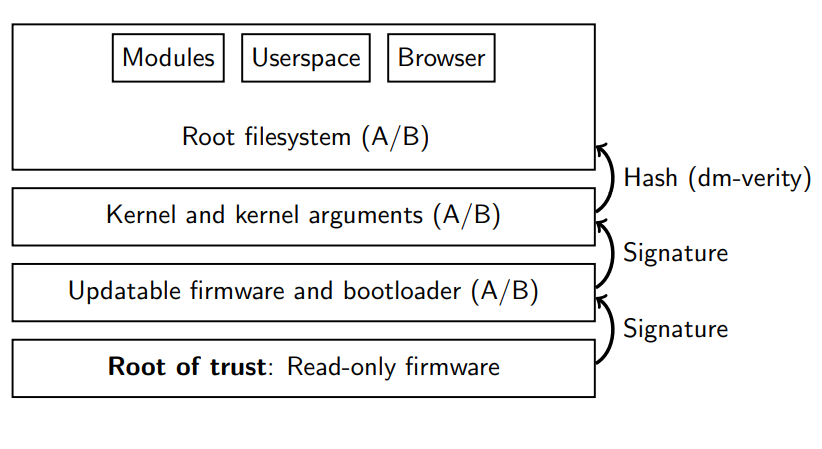 Modules
Userspace
Browser
Root filesystem (A/B)
Hash (dm-verity)
Kernel and kernel arguments (A/B)
Signature
Updatable firmware and bootloader (A/B)
Signature
Root of trust: Read-only firmware